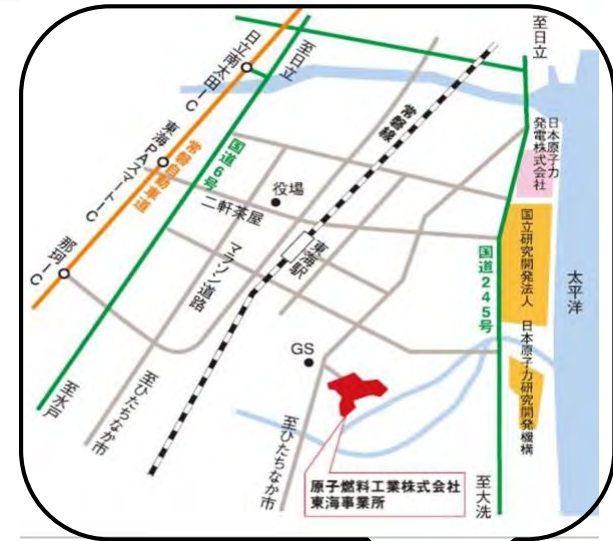 至日立
日立南太田IC
至日立
日本原子力
発電株式会社
常磐線
東海PAスマートIC
常磐自動車道
国道6号
役場
二軒茶屋
国立研究開発法人 日本原子力研究開発機構
東海駅
国道245号
太平洋
那珂IC
マラソン道路
GS
至水戸
至ひたちなか市
至ひたちなか市
原子燃料工業株式会社
東海事業所
至大洗